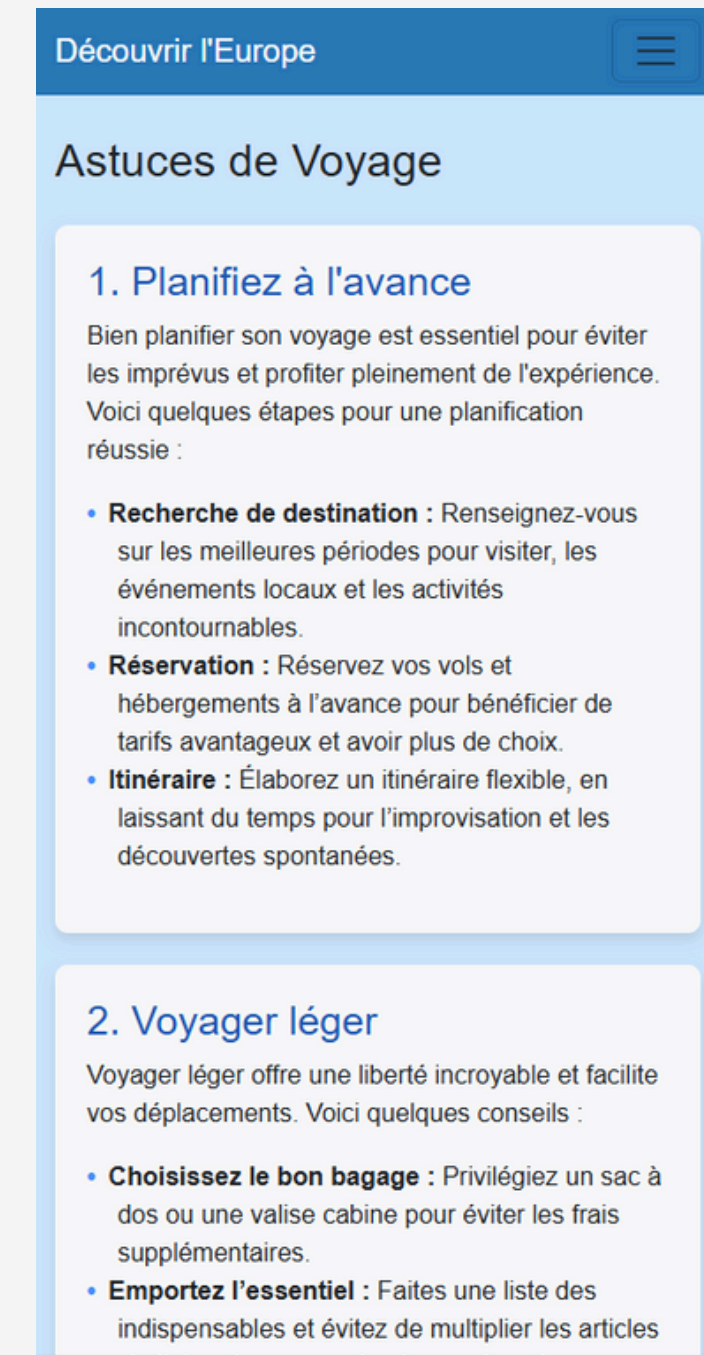 Découvrir l'Europe
Astuces de Voyage
1. Planifiez à l'avance
Bien planifier son voyage est essentiel pour éviter
les imprévus et profiter pleinement de l'expérience.
Voici quelques étapes pour une planification
réussie :
• Recherche de destination : Renseignez-vous
sur les meilleures périodes pour visiter, les
événements locaux et les activités
incontournables.
• Réservation : Réservez vos vols et
hébergements à l’avance pour bénéficier de
tarifs avantageux et avoir plus de choix.
• Itinéraire : Élaborez un itinéraire flexible, en
laissant du temps pour l’improvisation et les
découvertes spontanées.
2. Voyager léger
Voyager léger offre une liberté incroyable et facilite
vos déplacements. Voici quelques conseils :
• Choisissez le bon bagage : Privilégiez un sac à
dos ou une valise cabine pour éviter les frais
supplémentaires.
• Emportez l’essentiel : Faites une liste des
indispensables et évitez de multiplier les articles